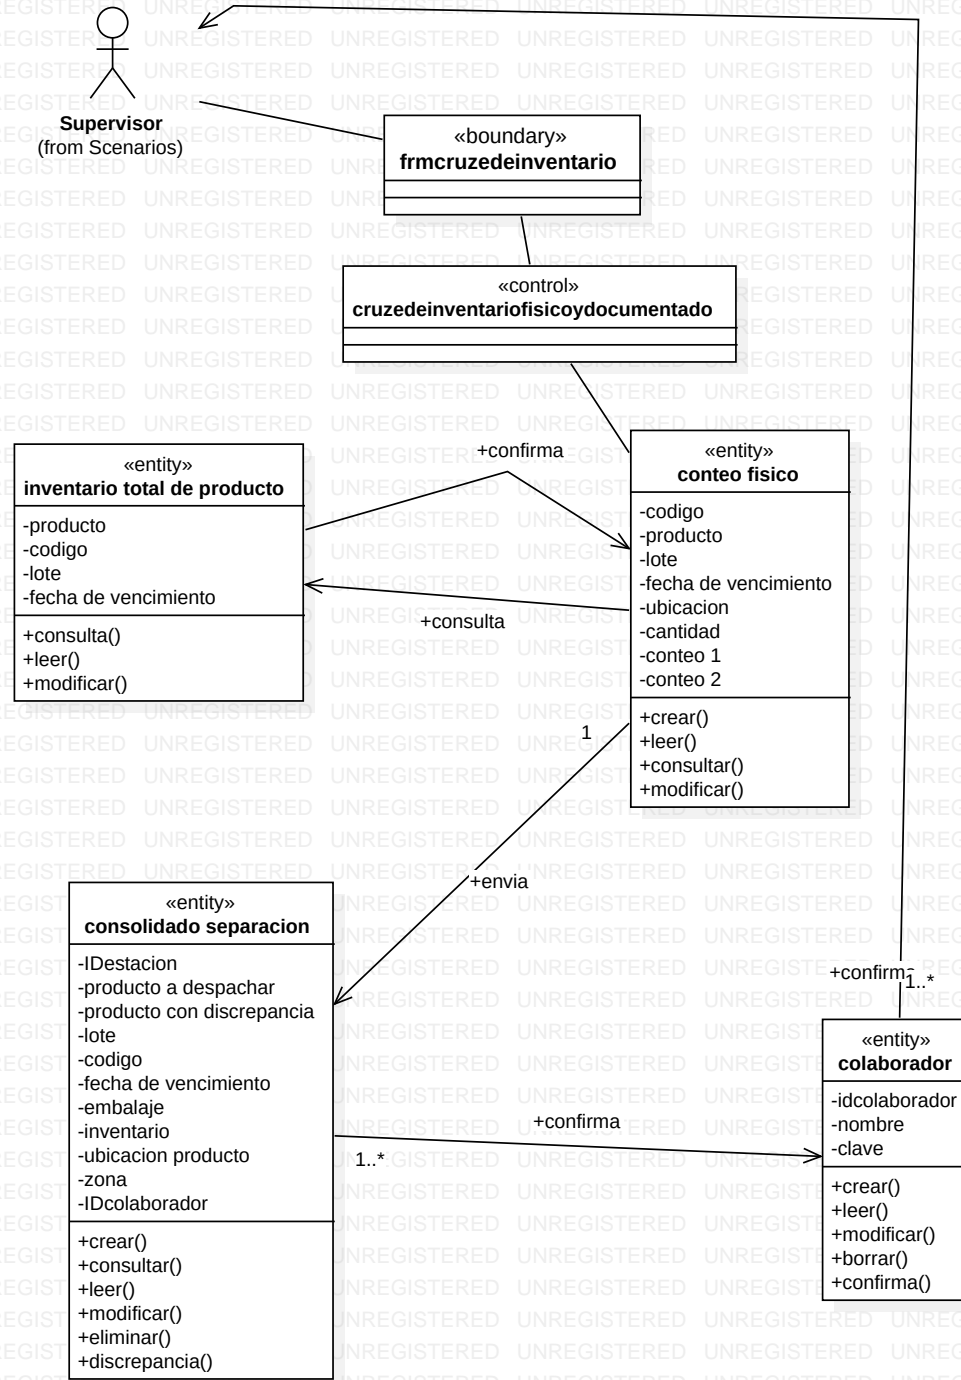 Supervisor
(from Scenarios)
«boundary»
frmcruzedeinventario
«control»
cruzedeinventariofisicoydocumentado
+confirma
«entity»
inventario total de producto
-producto
-codigo
-lote
-fecha de vencimiento
+consulta()
+leer()
+modificar()
+consulta
«entity»
conteo fisico
-codigo
-producto
-lote
-fecha de vencimiento
-ubicacion
-cantidad
-conteo 1
-conteo 2
+crear()
+leer()
+consultar()
+modificar()
1
+envia
«entity»
consolidado separacion
-IDestacion
-producto a despachar
-producto con discrepancia
-lote
-codigo
-fecha de vencimiento
-embalaje
-inventario
-ubicacion producto
-zona
-IDcolaborador
+crear()
+consultar()
+leer()
+modificar()
+eliminar()
+discrepancia()
+confirma
1..*
+confirma
1..*
«entity»
colaborador
-idcolaborador
-nombre
-clave
+crear()
+leer()
+modificar()
+borrar()
+confirma()
UNREGISTERED